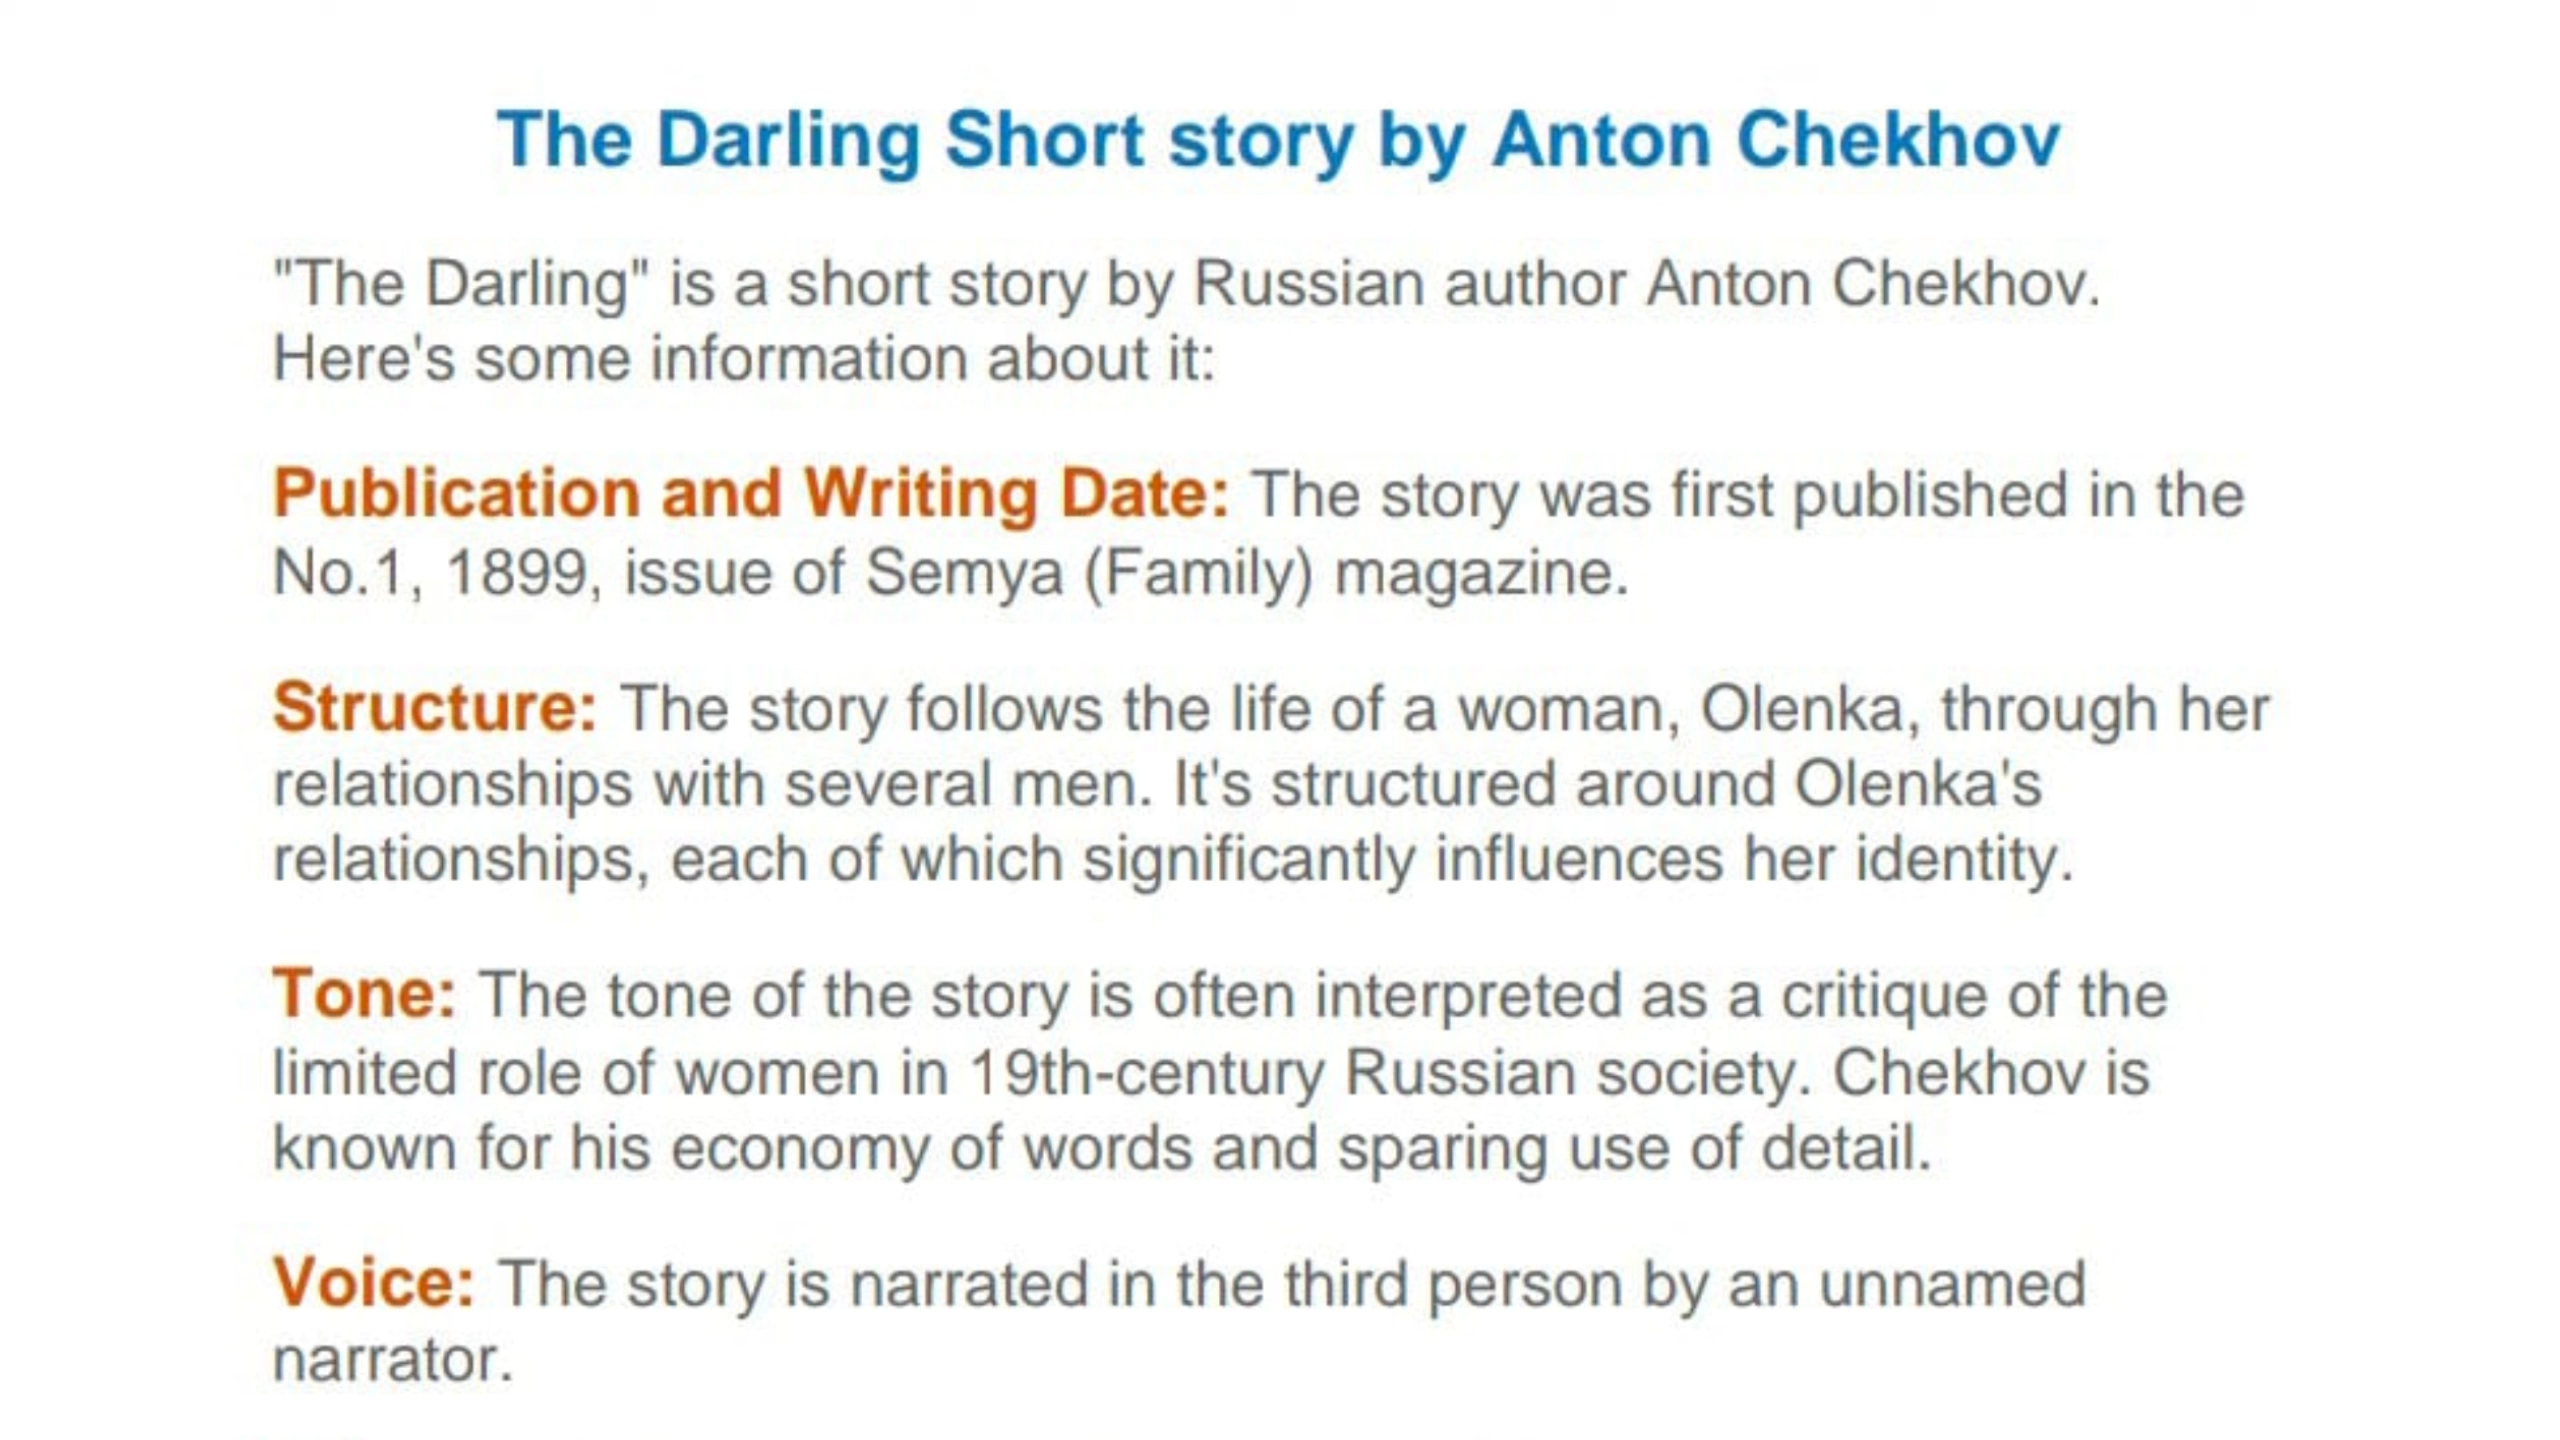 The Darling Short story by Anton Chekhov
"The Darling" is a short story by Russian author Anton Chekhov.
Here's some information about it:
Publication and Writing Date: The story was first published in the
No.1, 1899, issue of Semya (Family) magazine.
Structure: The story follows the life of a woman, Olenka, through her
relationships with several men. It's structured around Olenka's
relationships, each of which significantly influences her identity.
Tone: The tone of the story is often interpreted as a critique of the
limited role of women in 19th-century Russian society. Chekhov is
known for his economy of words and sparing use of detail.
Voice: The story is narrated in the third person by an unnamed
narrator.